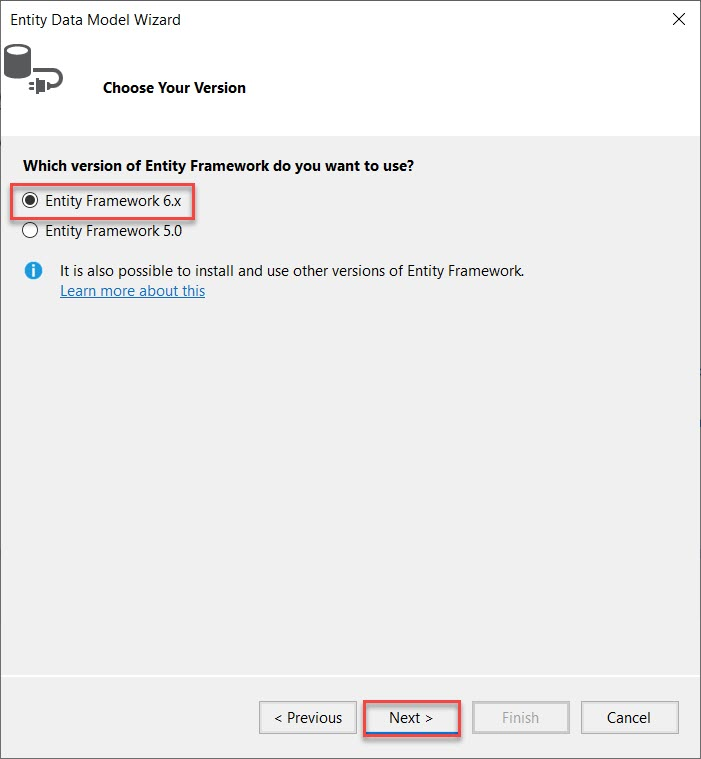 Entity Data Model Wizard
Choose Your Version
Which version of Entity Framework do you want to use?
Entity Framework 6.x
Entity Framework 5.0
It is also possible to install and use other versions of Entity Framework.
Learn more about this
< Previous
Next >
Finish
Cancel